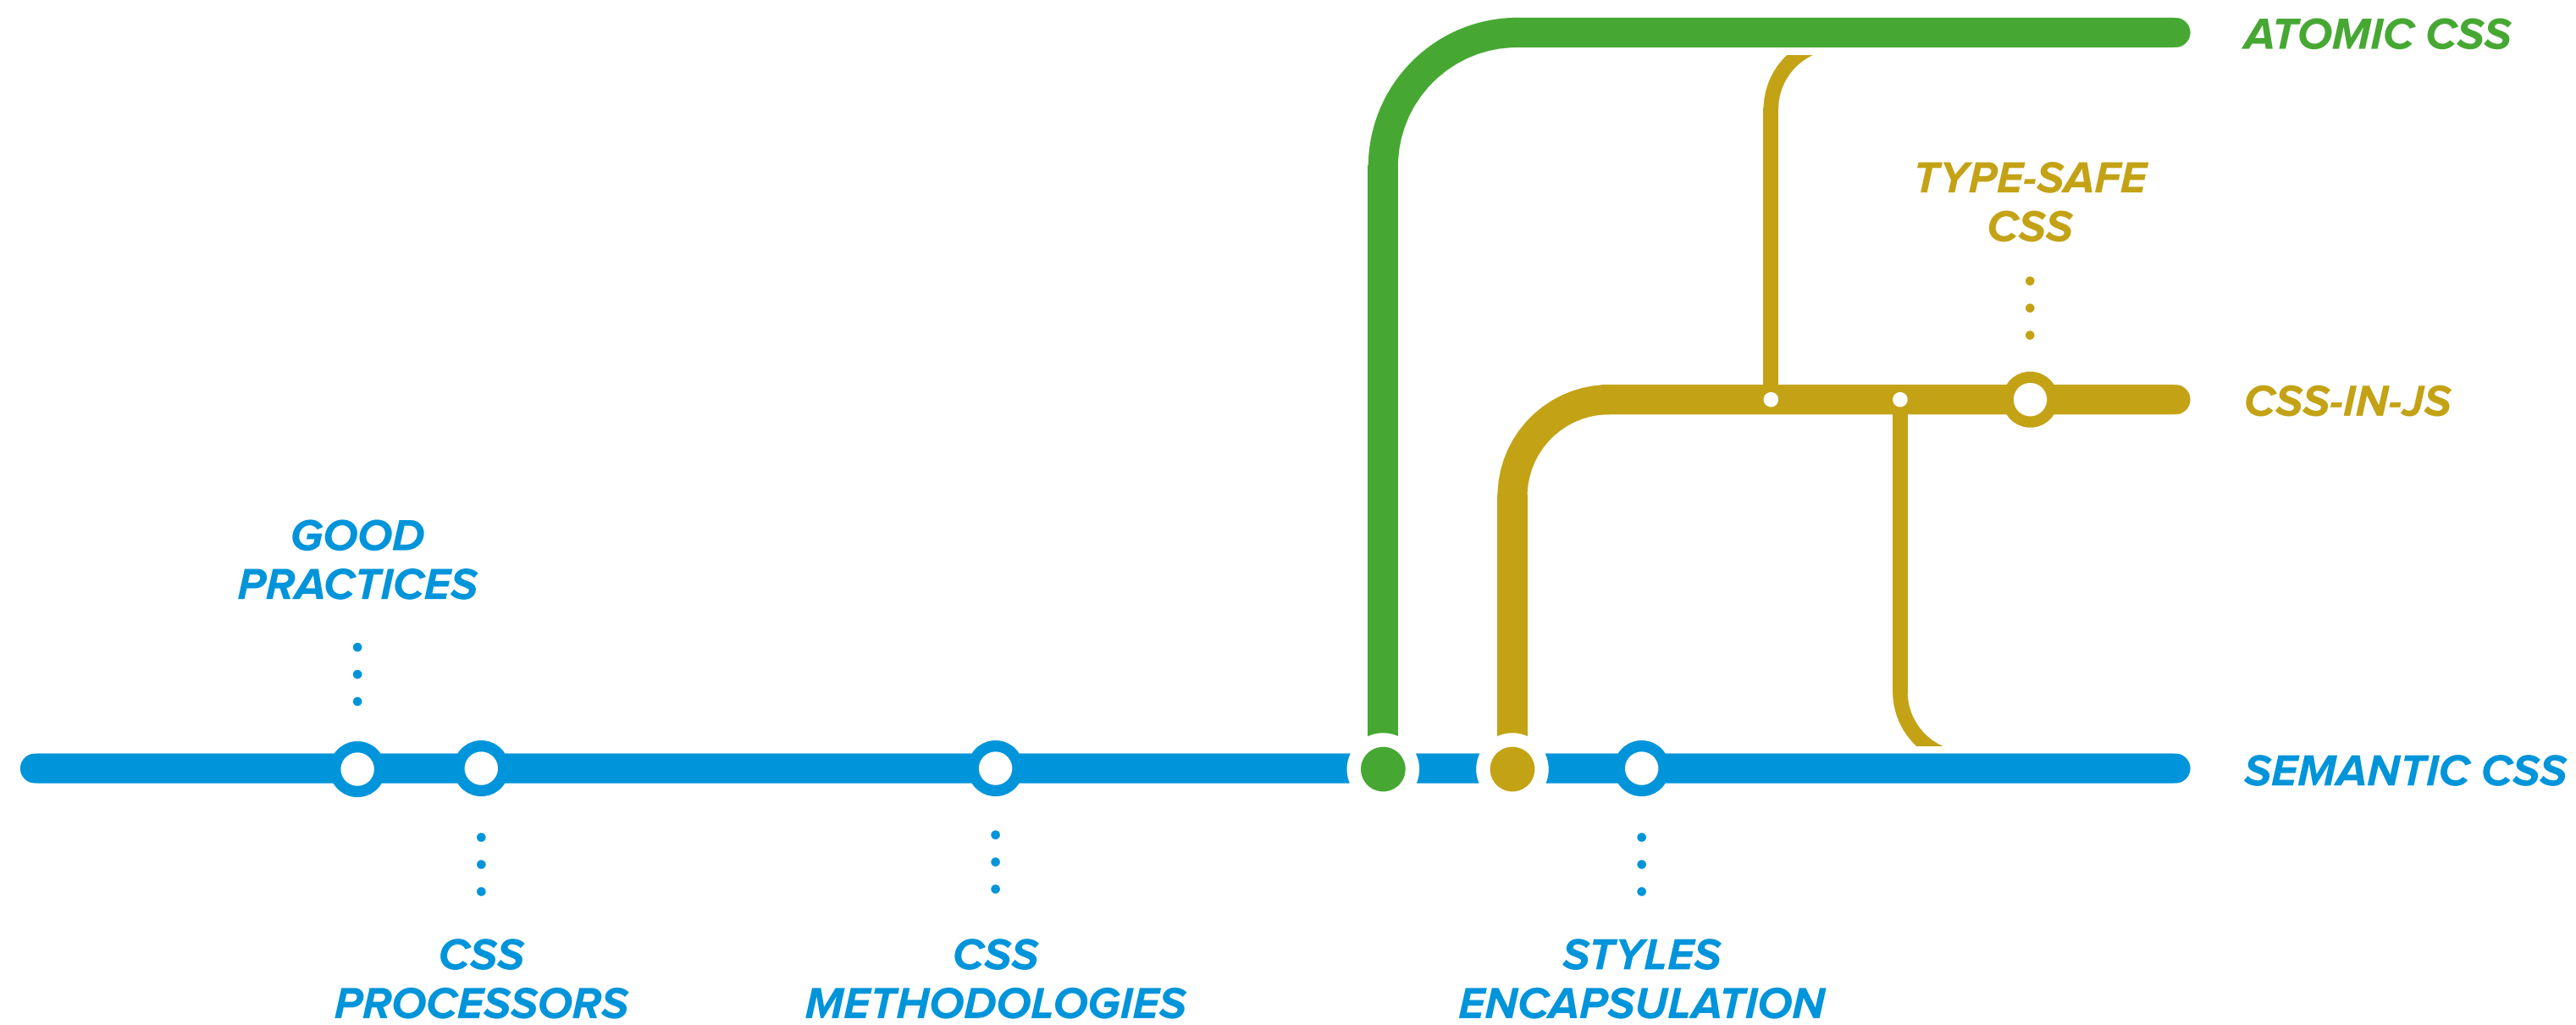 ATOMIC CSS
TYPE-SAFE
CSS
CSS-IN-JS
GOOD
PRACTICES
SEMANTIC CSS
CSS
PROCESSORS
CSS
METHODOLOGIES
STYLES
ENCAPSULATION